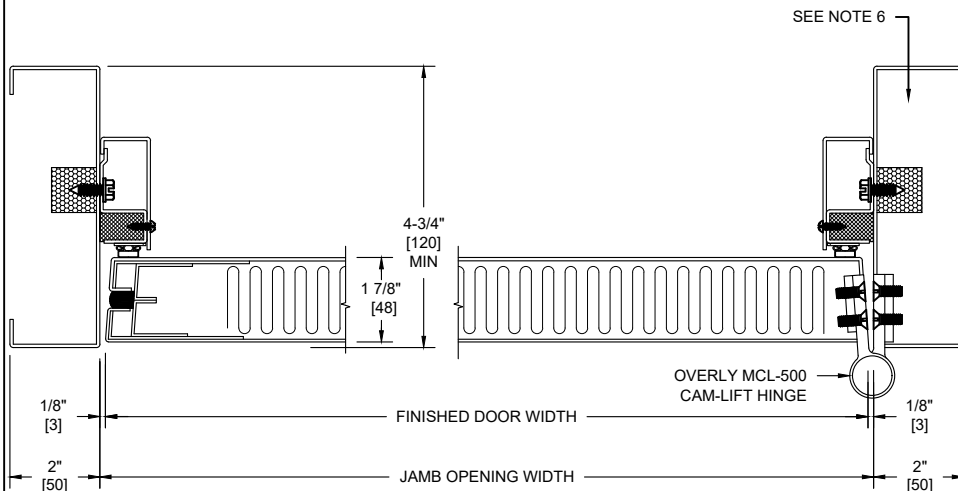 SEE NOTE 6
4-3/4"
[120]
MIN
1 7/8"
[48]
OVERLY MCL-500
CAM-LIFT HINGE
1/8"
[3]
FINISHED DOOR WIDTH
1/8"
[3]
2"
[50]
JAMB OPENING WIDTH
2"
[50]